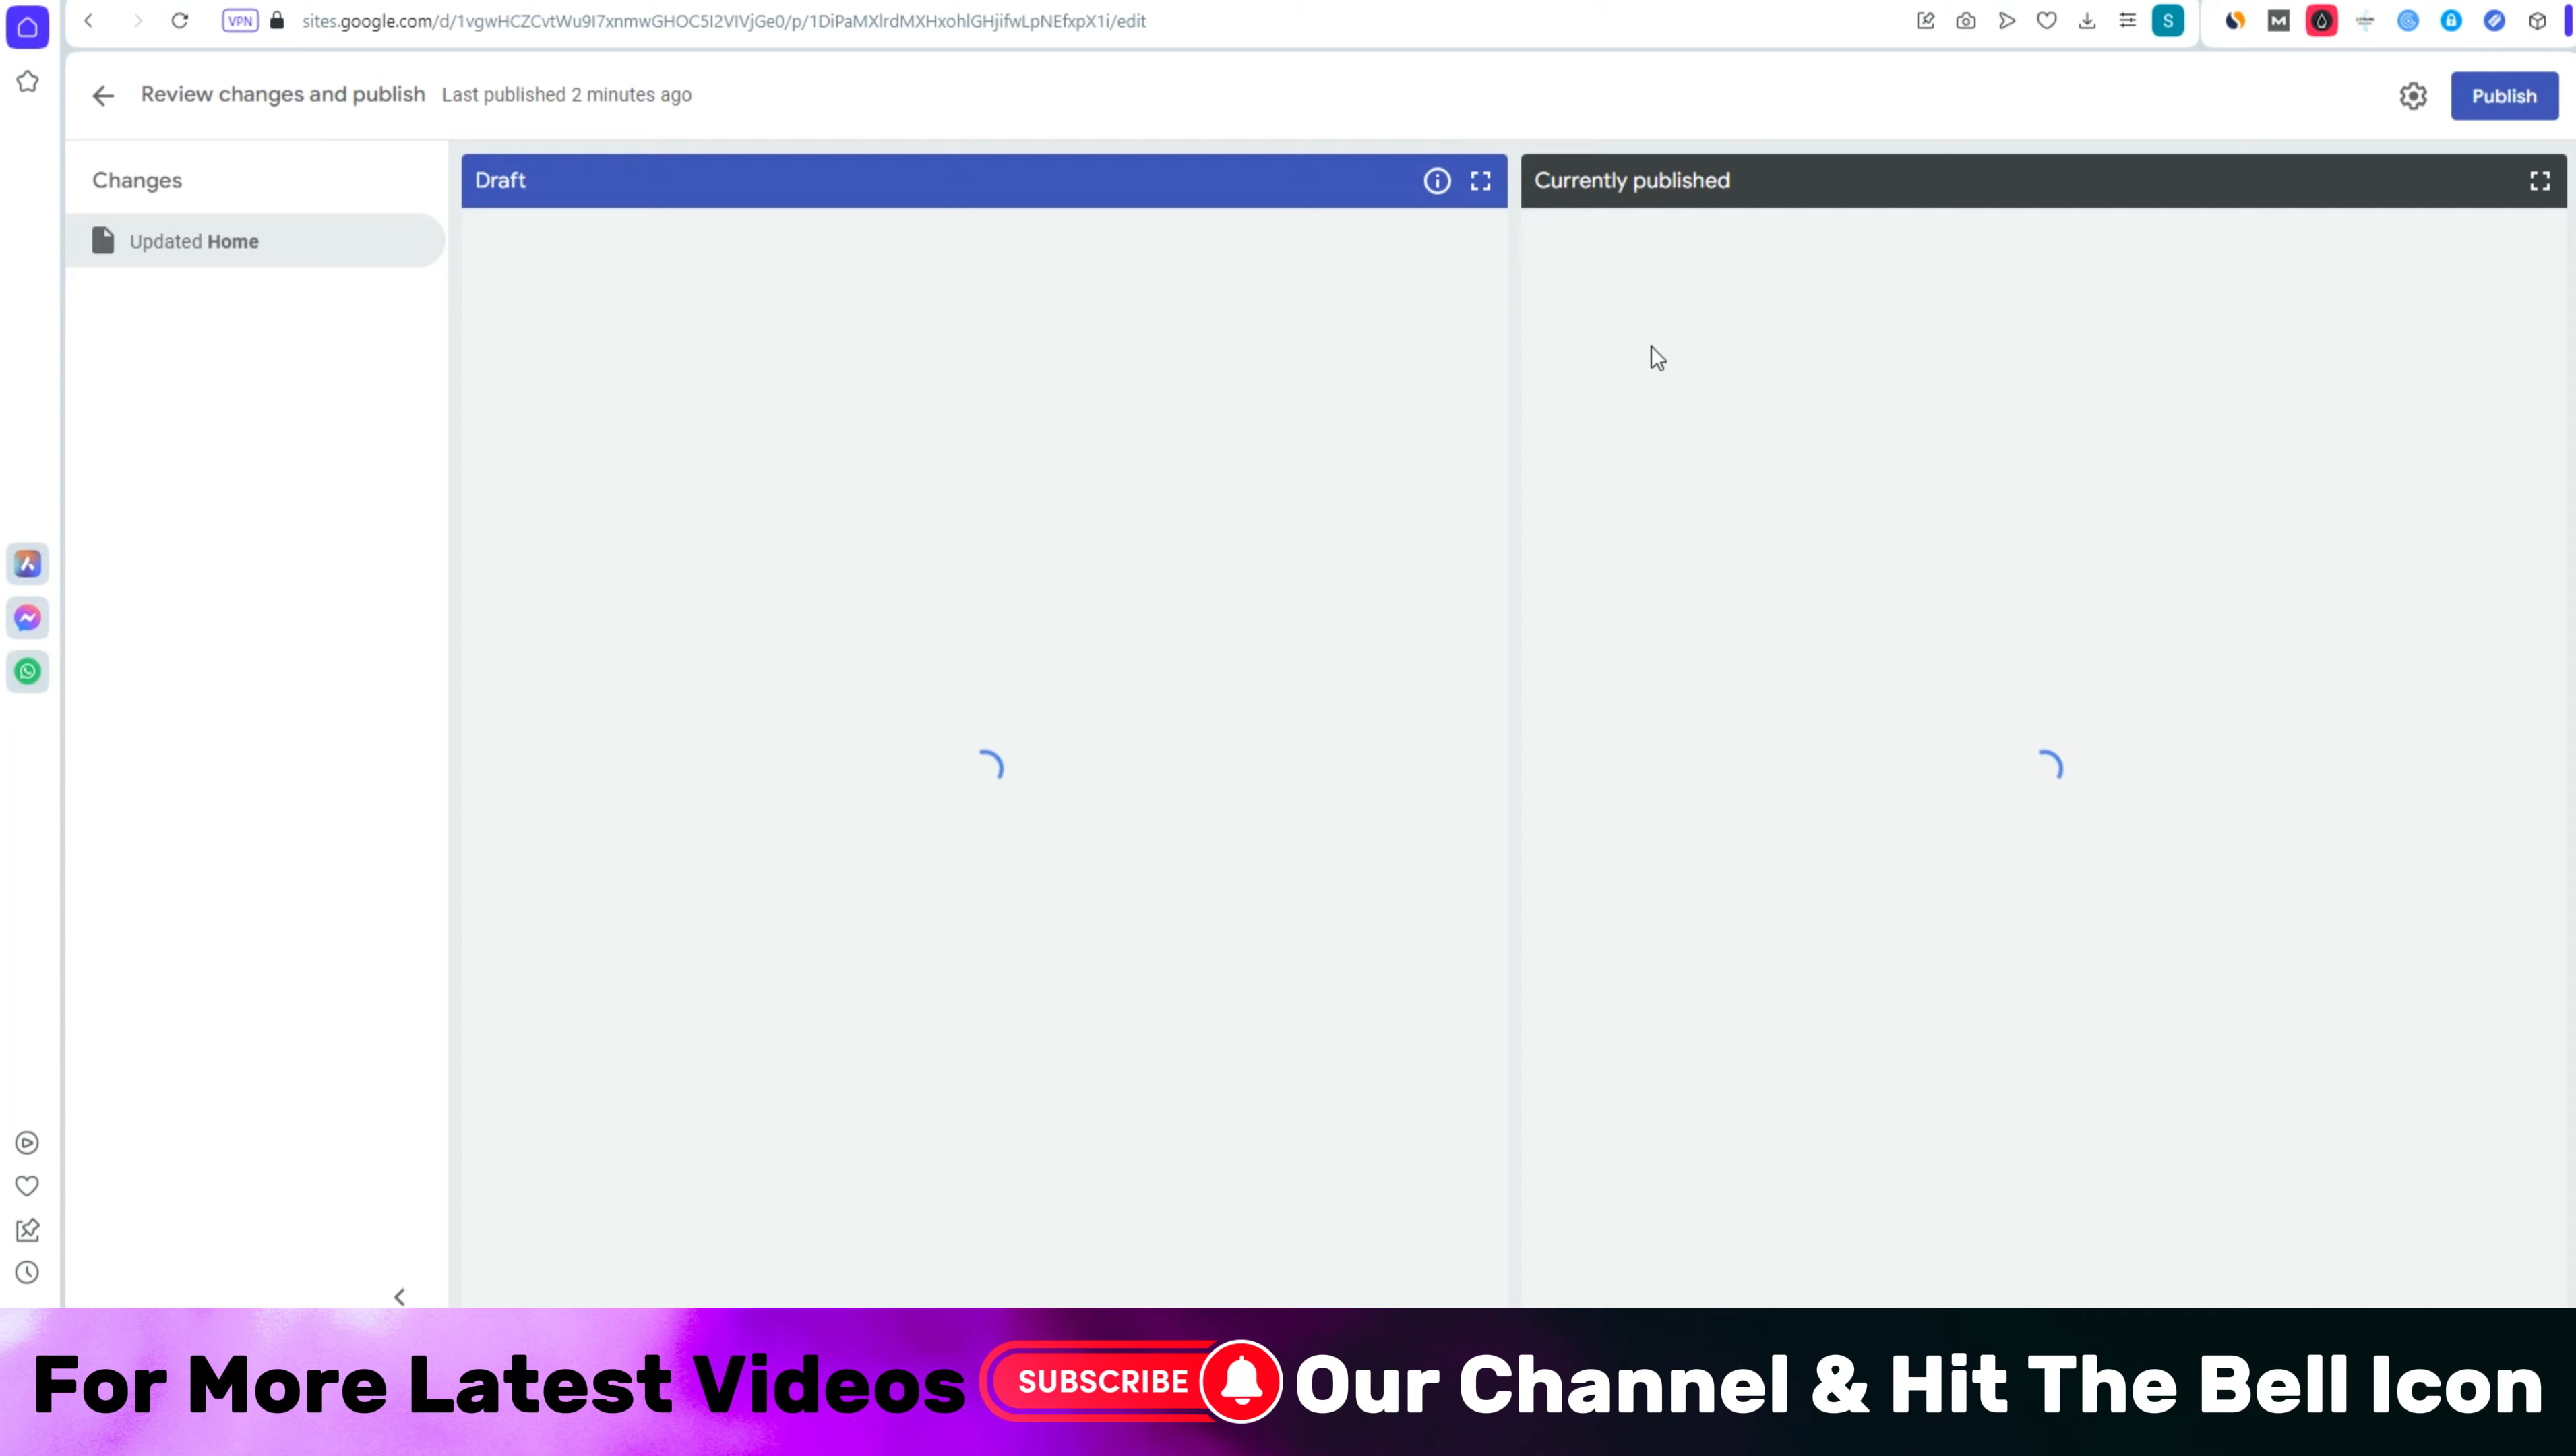 VPN
sites.google.com/d/1vgwHCZCvtWu9I7xnmwGHOC5I2VIVjGe0/p/1DiPaMXlrdMXHxohlGHjifwLpNEfxpX1i/edit
S
M
Review changes and publish Last published 2 minutes ago
Publish
Changes
Updated Home
Draft
Currently published
For More Latest Videos SUBSCRIBE Our Channel & Hit The Bell Icon